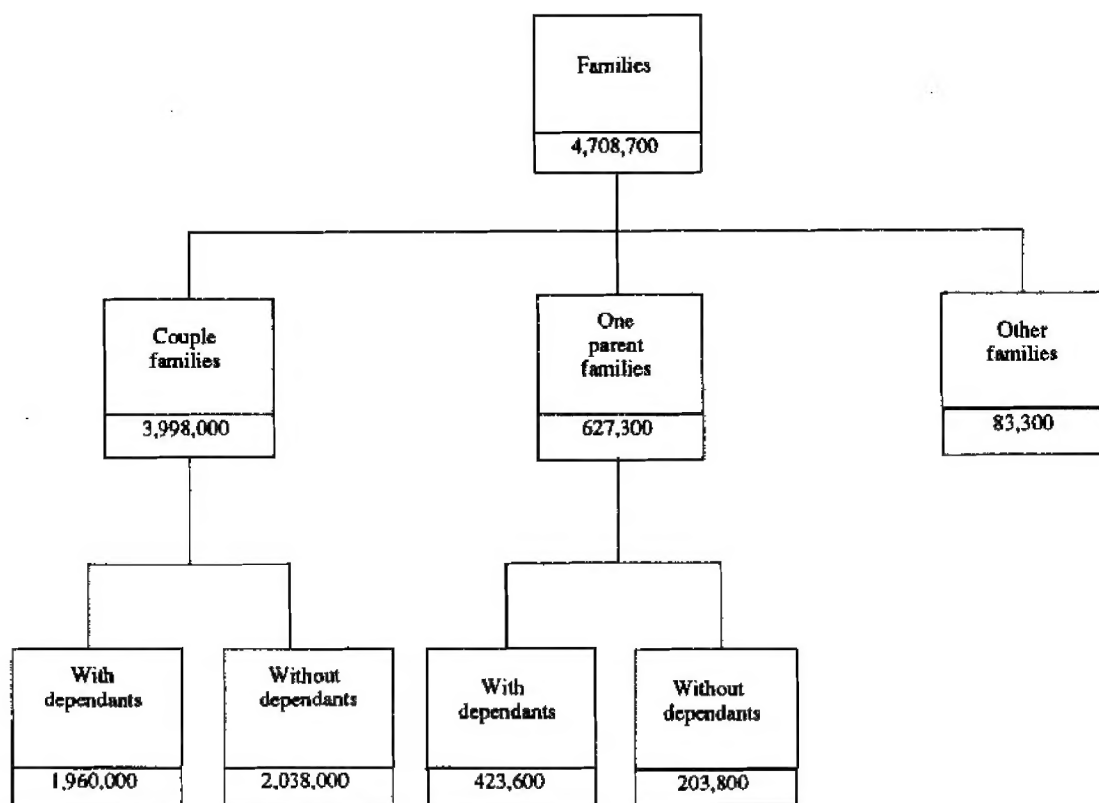 Families
4,708,700
Couple
families
3,998,000
One
parent
families
627,300
Other
families
83,300
With
dependants
1,960,000
Without
dependants
2,038,000
With
dependants
423,600
Without
dependants
203,800